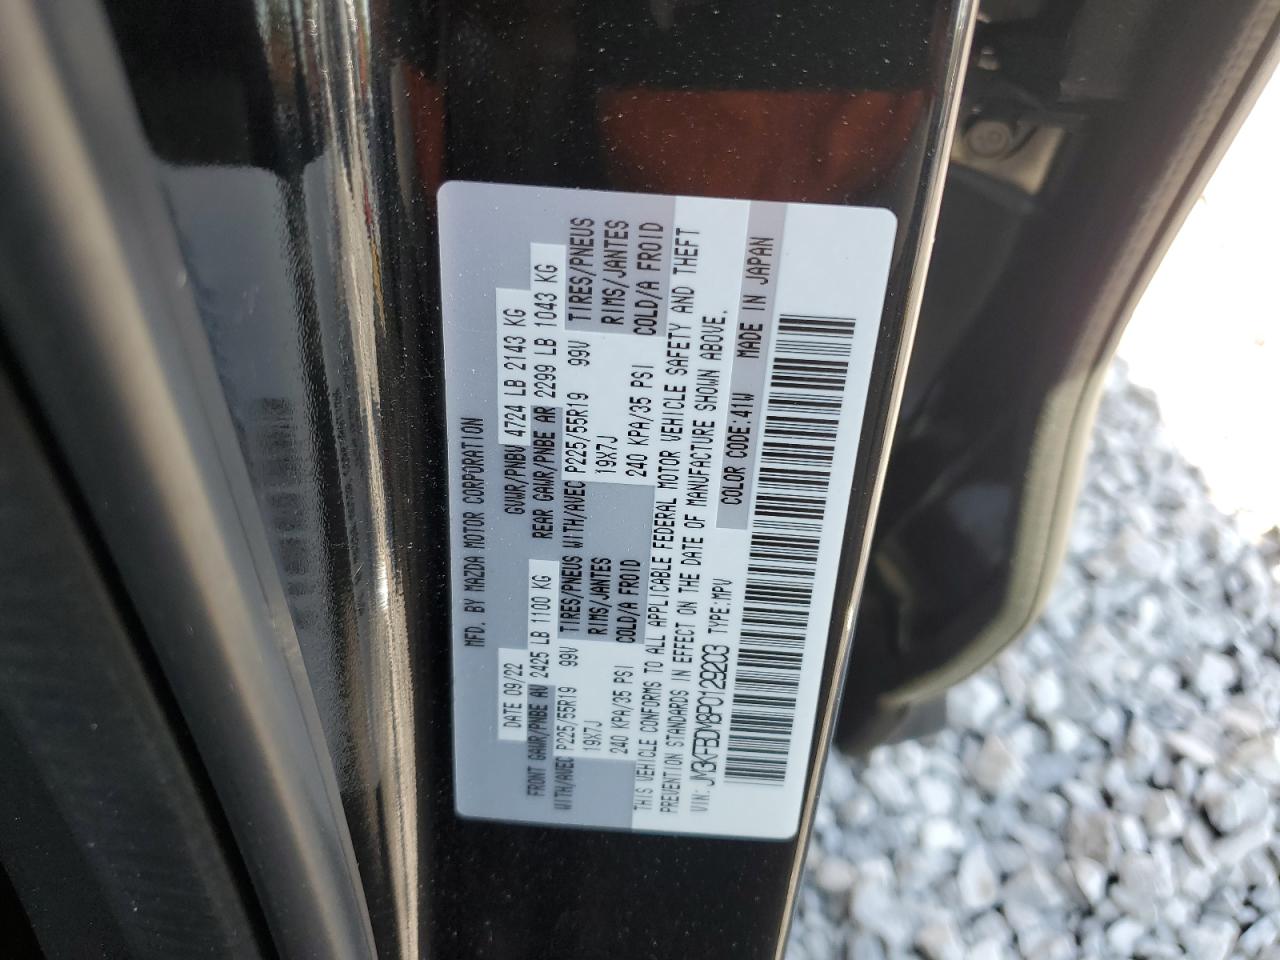 MFD. BY MAZDA MOTOR CORPORATION
DATE 09/22 GVWR/PNBV 4724 LB 2143 KG
FRONT GAWR/PNBE AV 2425 LB 1100 KG REAR GAWR/PNBE AR 2299 LB 1043 KG
WITH/AVEC P225/55R19 99V TIRES/PNEUS WITH/AVEC P225/55R19 99V TIRES/PNEUS
19X7J RIMS/JANTES 19X7J RIMS/JANTES
240 KPA/35 PSI COLD/A FROID 240 KPA/35 PSI COLD/A FROID
THIS VEHICLE CONFORMS TO ALL APPLICABLE FEDERAL MOTOR VEHICLE SAFETY AND THEFT
PREVENTION STANDARDS IN EFFECT ON THE DATE OF MANUFACTURE SHOWN ABOVE.
VIN: JM3KFBDM8P0129203 TYPE:MPV COLOR CODE:41W MADE IN JAPAN